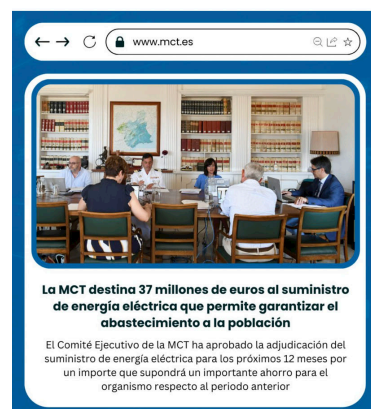 www.mct.es
La MCT destina 37 millones de euros al suministro
de energía eléctrica que permite garantizar el
abastecimiento a la población
El Comité Ejecutivo de la MCT ha aprobado la adjudicación del
suministro de energía eléctrica para los próximos 12 meses por
un importe que supondrá un importante ahorro para el
organismo respecto al periodo anterior